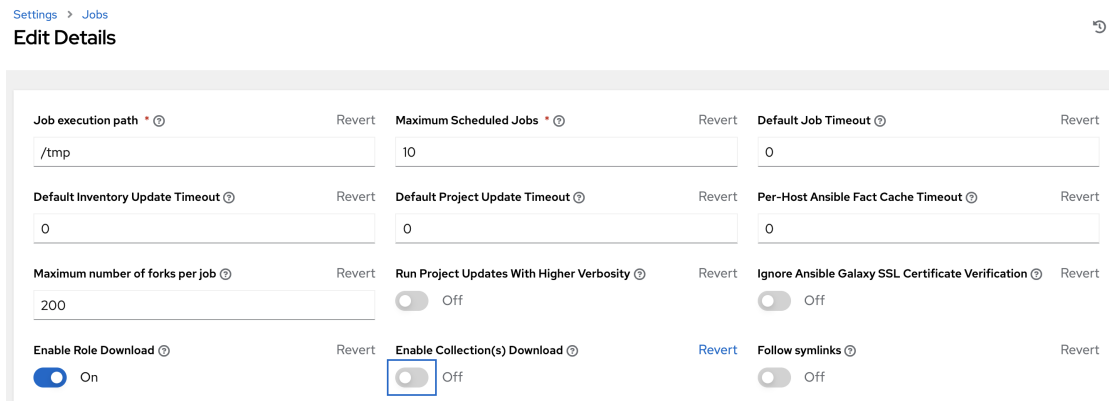 Settings > Jobs
Edit Details
Job execution path * Revert
/tmp
Maximum Scheduled Jobs * Revert
10
Default Job Timeout Revert
0
Default Inventory Update Timeout Revert
0
Default Project Update Timeout Revert
0
Per-Host Ansible Fact Cache Timeout Revert
0
Maximum number of forks per job Revert
200
Run Project Updates With Higher Verbosity Revert
Off
Ignore Ansible Galaxy SSL Certificate Verification Revert
Off
Enable Role Download Revert
On
Enable Collection(s) Download Revert
Off
Follow symlinks Revert
Off